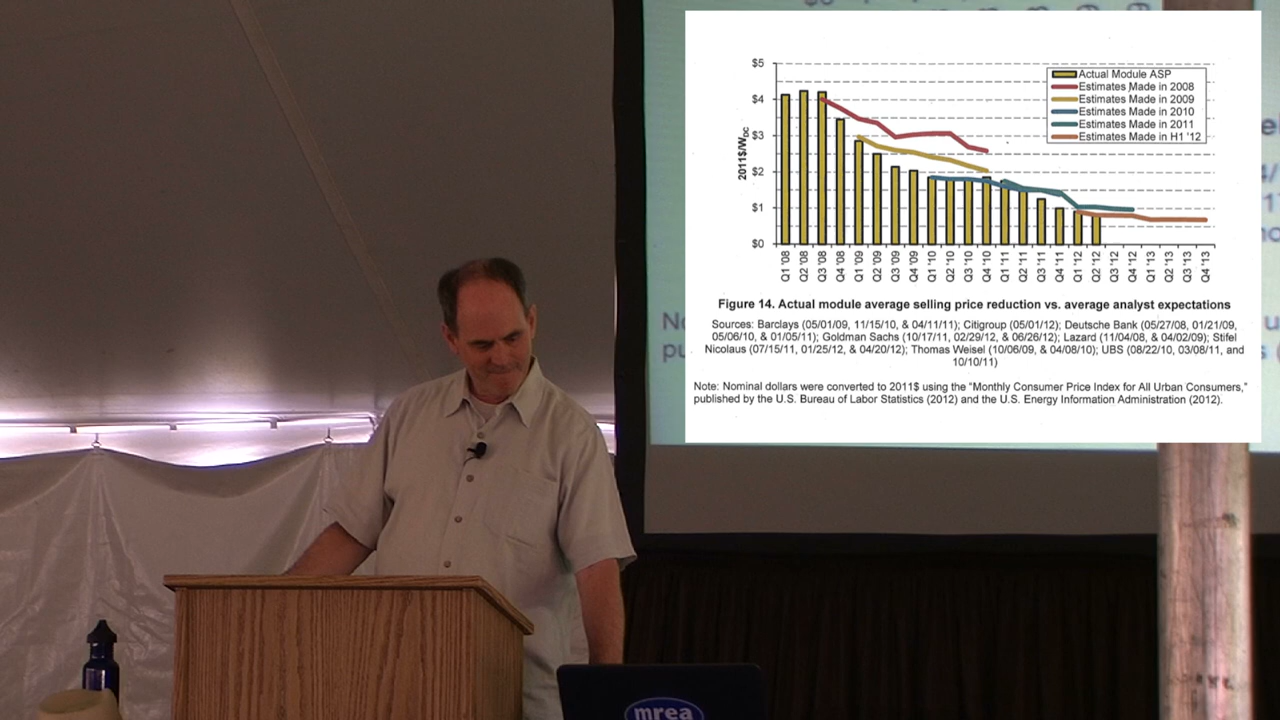 $5
$4
$3
$2
$1
$0
2011$/WDC
Actual Module ASP
Estimates Made in 2008
Estimates Made in 2009
Estimates Made in 2010
Estimates Made in 2011
Estimates Made in H1 '12
Q1 '08
Q2 '08
Q3 '08
Q4 '08
Q1 '09
Q2 '09
Q3 '09
Q4 '09
Q1 '10
Q2 '10
Q3 '10
Q4 '10
Q1 '11
Q2 '11
Q3 '11
Q4 '11
Q1 '12
Q2 '12
Q3 '12
Q4 '12
Q1 '13
Q2 '13
Q3 '13
Q4 '13
Figure 14. Actual module average selling price reduction vs. average analyst expectations
Sources: Barclays (05/01/09, 11/15/10, & 04/11/11); Citigroup (05/01/12); Deutsche Bank (05/27/08, 01/21/09,
05/06/10, & 01/05/11); Goldman Sachs (10/17/11, 02/29/12, & 06/26/12); Lazard (11/04/08, & 04/02/09); Stifel
Nicolaus (07/15/11, 01/25/12, & 04/20/12); Thomas Weisel (10/06/09, & 04/08/10); UBS (08/22/10, 03/08/11, and
10/10/11)
Note: Nominal dollars were converted to 2011$ using the "Monthly Consumer Price Index for All Urban Consumers,"
published by the U.S. Bureau of Labor Statistics (2012) and the U.S. Energy Information Administration (2012).
mrea